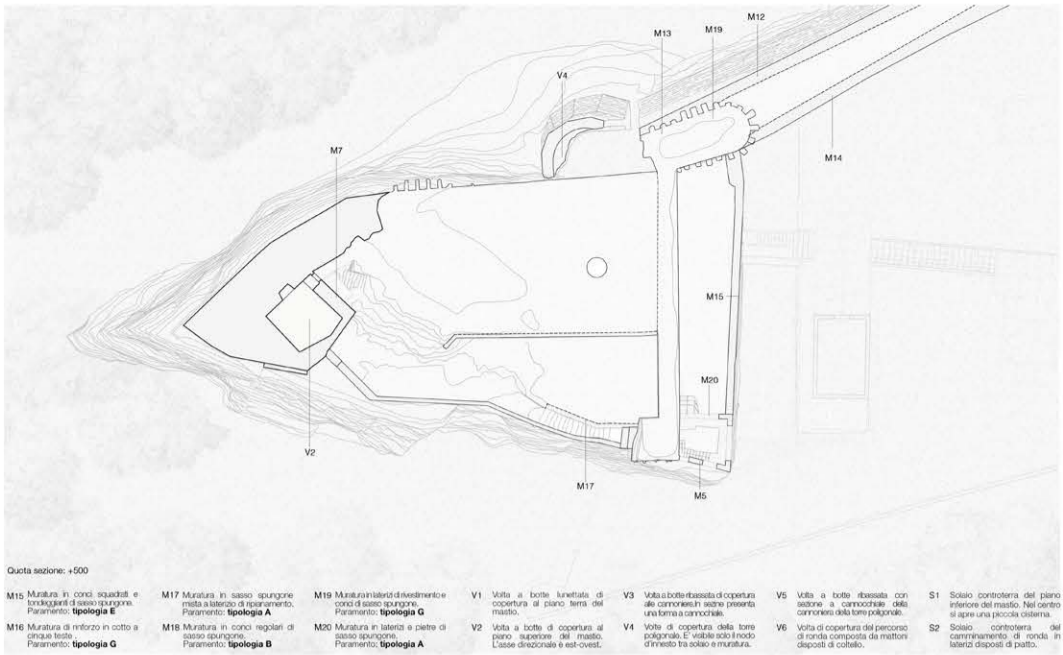 M12
M13
M19
V4
M14
M7
M15
M20
V2
M17
M5
Quota sezione: +500
M15 Muratura in conci squadrati e
tondeggianti di sasso spungone.
Paramento: tipologia E
M16 Muratura di rinforzo in cotto a
cinque teste .
Paramento: tipologia G
M17 Muratura in sasso spungone
mista a laterizio di ripianamento.
Paramento: tipologia A
M18 Muratura in conci regolari di
sasso spungone.
Paramento: tipologia B
M19 Muratura in laterizi di rivestimento e
conci di sasso spungone.
Paramento: tipologia G
M20 Muratura in laterizi e pietre di
sasso spungone.
Paramento: tipologia A
V1 Volta a botte lunettata di
copertura al piano terra del
mastio.
V2 Volta a botte di copertura al
piano superiore del mastio.
L'asse direzionale è est-ovest.
V3 Volta a botte ribassata di copertura
alle cannoniere.In sezione presenta
una forma a cannocchiale.
V4 Volte di copertura della torre
poligonale. E' visibile solo il nodo
d'innesto tra solaio e muratura.
V5 Volta a botte ribassata con
sezione a cannocchiale della
cannoniera della torre poligonale.
V6 Volta di copertura del percorso
di ronda composta da mattoni
disposti di coltello.
S1 Solaio controterra del piano
inferiore del mastio. Nel centro
si apre una piccola cisterna.
S2 Solaio controterra del
camminamento di ronda in
laterizi disposti di piatto.